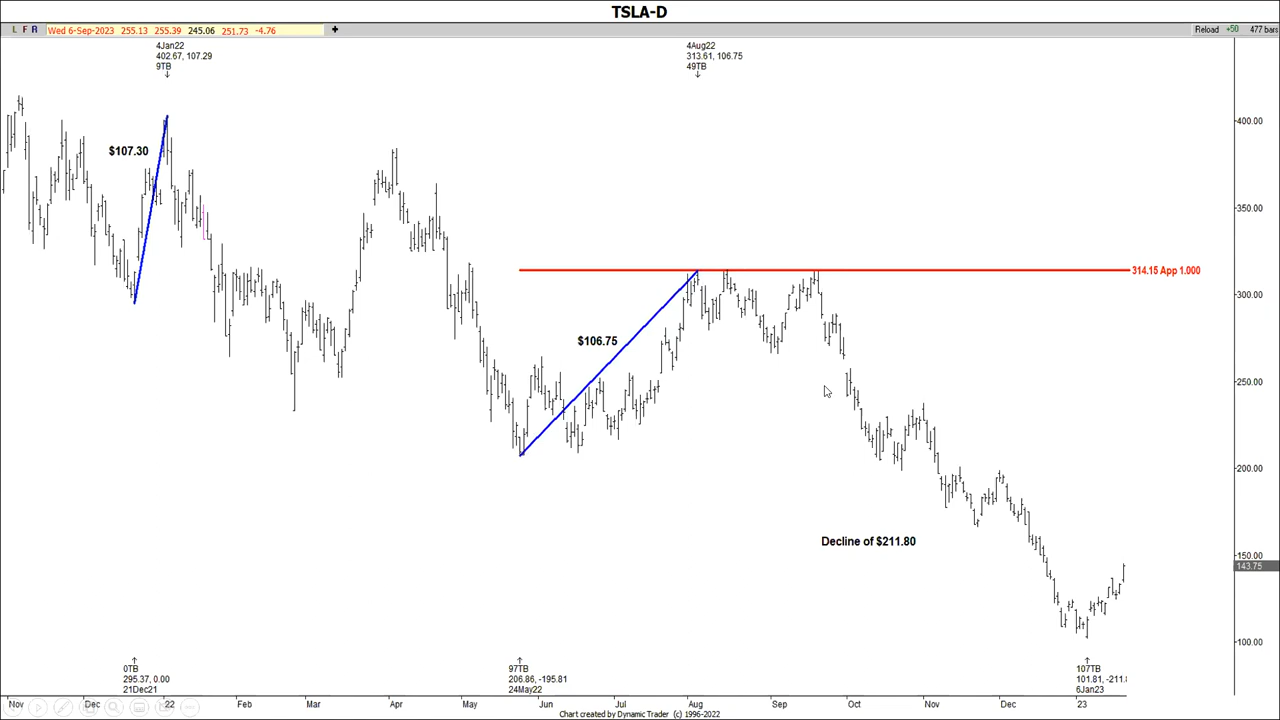 TSLA-D
L F A Wed 6-Sep-2023 255.13 255.39 245.06 251.73 -4.76 + Reload +50 477 bars
4Jan22
402.67, 107.29
9TB
4Aug22
313.61, 106.75
49TB
400.00
$107.30
350.00
314.15 App 1.000
300.00
$106.75
250.00
200.00
Decline of $211.80
150.00
143.75
100.00
0TB
295.37, 0.00
21Dec21
97TB
206.86, -195.81
24May22
107TB
101.81, -211.8
6Jan23
Nov Dec 22 Feb Mar Apr May Jun Jul Aug Sep Oct Nov Dec 23
Chart created by Dynamic Trader (c) 1996-2022